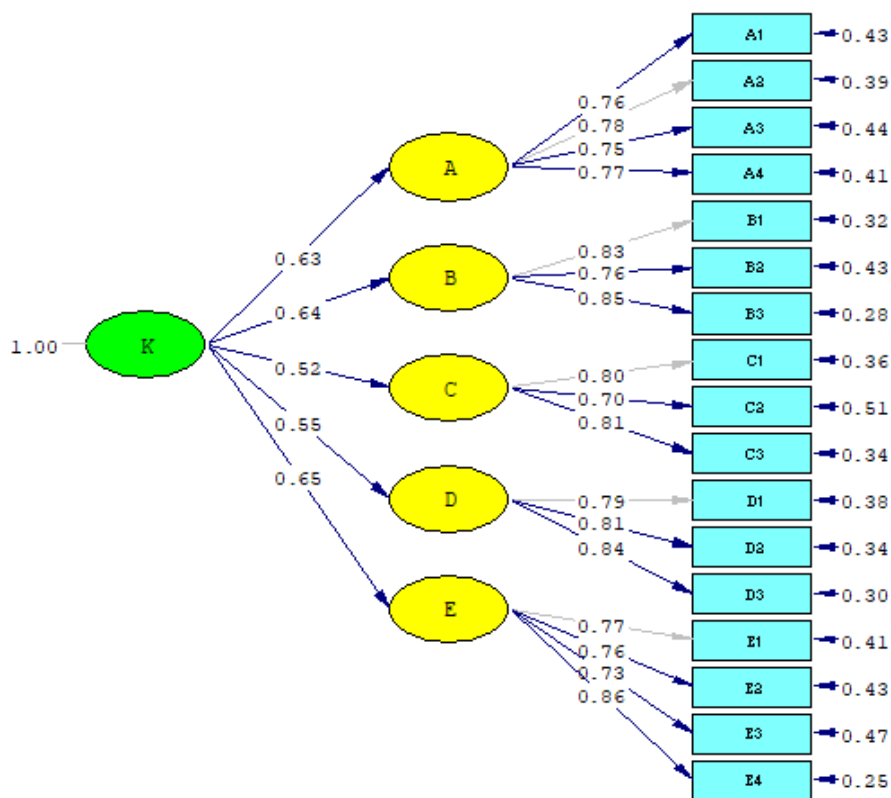 A1 0.43
A2 0.39
0.76
0.78
A3 0.44
0.75
A 0.77 A4 0.41
B1 0.32
0.63
0.83
0.76 B2 0.43
B
0.85
0.64 B3 0.28
1.00 K
C1 0.36
0.52 0.80
C 0.70 C2 0.51
0.81
0.55 C3 0.34
0.65
D 0.79 D1 0.38
0.81
0.84 D2 0.34
D3 0.30
E 0.77
E1 0.41
0.76
0.73 E2 0.43
0.86
E3 0.47
E4 0.25